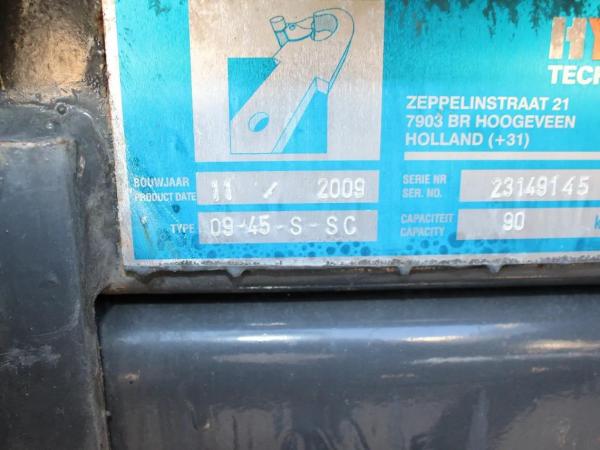 HY
TECH
ZEPPELINSTRAAT 21
7903 BR HOOGEVEEN
HOLLAND (+31)
BOUWJAAR
PRODUCT DATE
11 / 2009
SERIE NR
SER. NO.
23149145
TYPE
09-45-S-SC
CAPACITEIT
CAPACITY
90 k